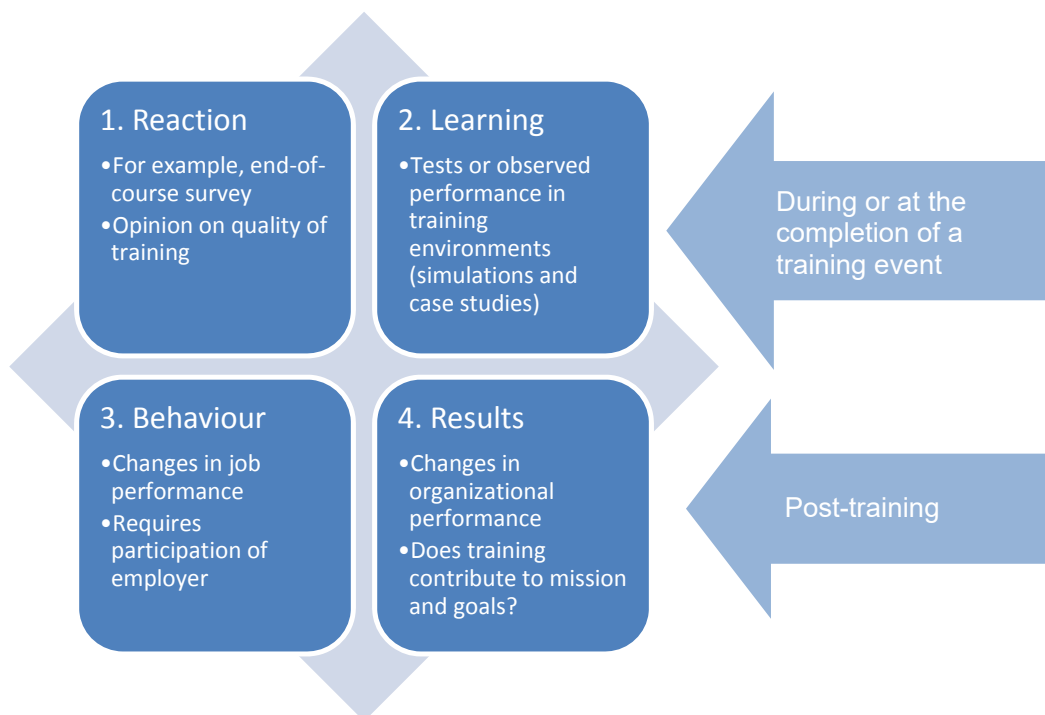 1. Reaction
•For example, end-of-
course survey
•Opinion on quality of
training
2. Learning
•Tests or observed
performance in
training
environments
(simulations and
case studies)
During or at the
completion of a
training event
3. Behaviour
•Changes in job
performance
•Requires
participation of
employer
4. Results
•Changes in
organizational
performance
•Does training
contribute to mission
and goals?
Post-training